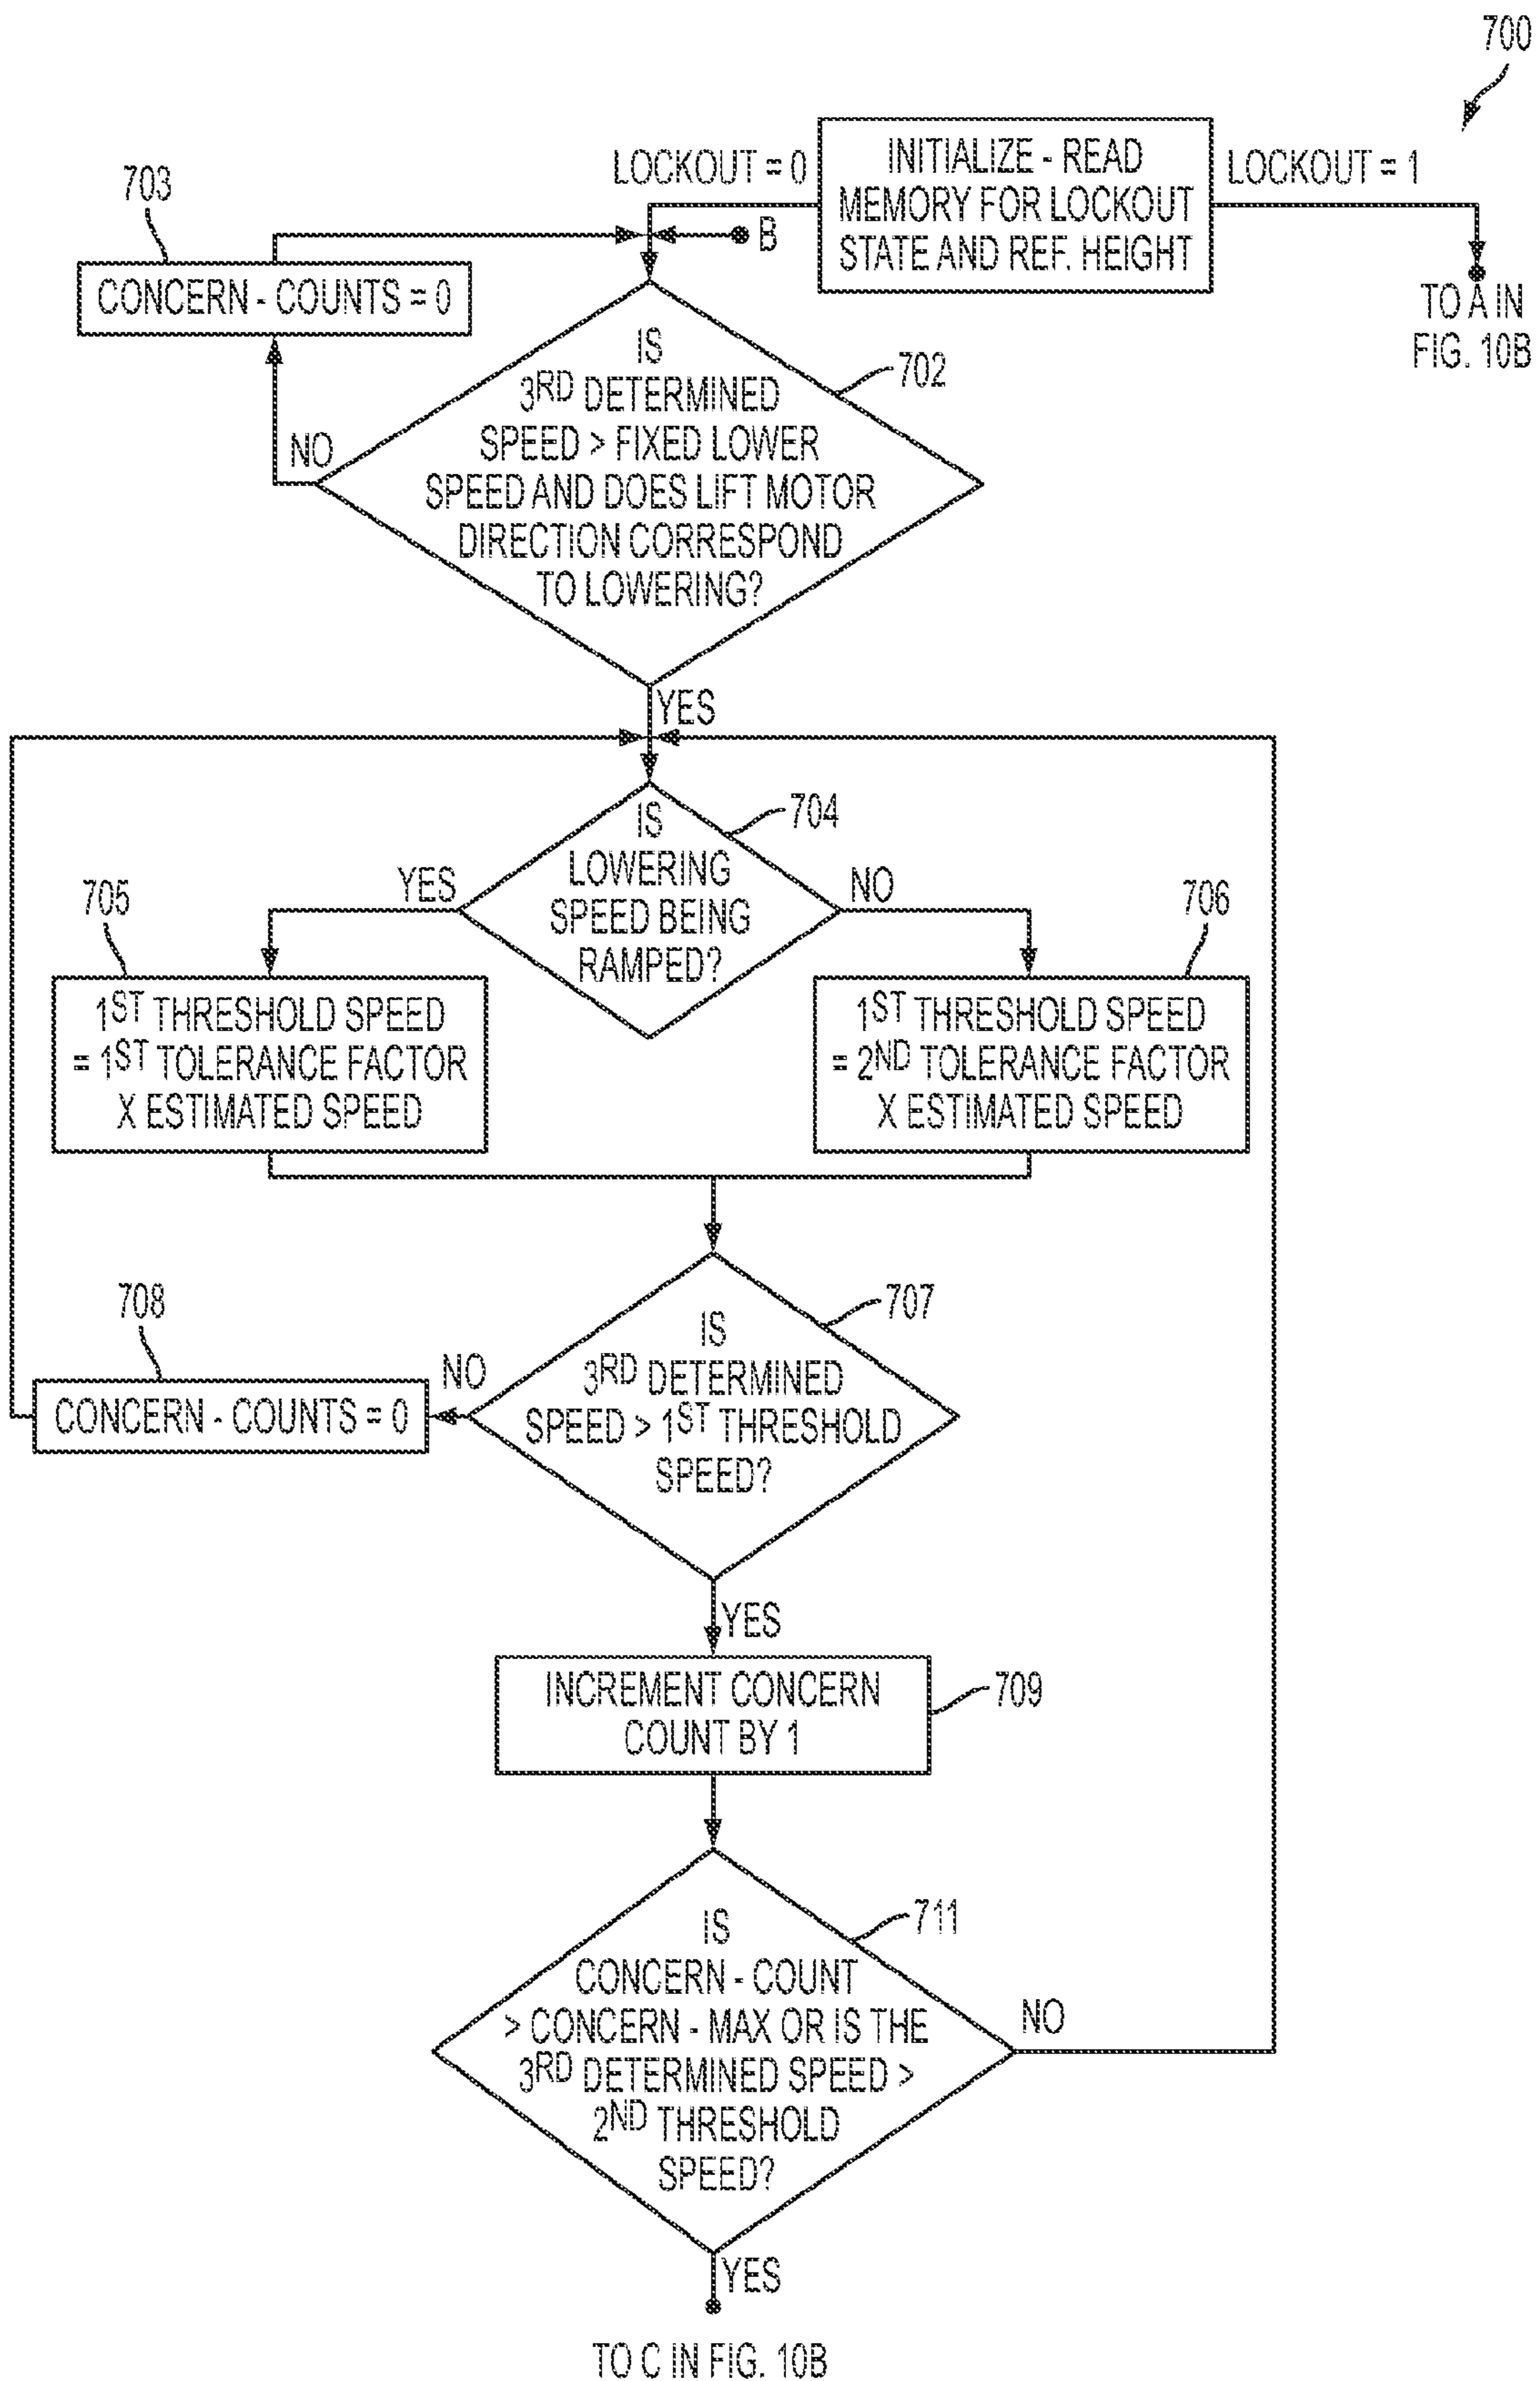 700
INITIALIZE - READ
MEMORY FOR LOCKOUT
STATE AND REF. HEIGHT
LOCKOUT = 0
LOCKOUT = 1
TO A IN
FIG. 10B
B
703
CONCERN - COUNTS = 0
702
IS
3RD DETERMINED
SPEED > FIXED LOWER
SPEED AND DOES LIFT MOTOR
DIRECTION CORRESPOND
TO LOWERING?
NO
YES
704
IS
LOWERING
SPEED BEING
RAMPED?
YES
NO
705
1ST THRESHOLD SPEED
= 1ST TOLERANCE FACTOR
X ESTIMATED SPEED
706
1ST THRESHOLD SPEED
= 2ND TOLERANCE FACTOR
X ESTIMATED SPEED
707
IS
3RD DETERMINED
SPEED > 1ST THRESHOLD
SPEED?
NO
708
CONCERN - COUNTS = 0
YES
INCREMENT CONCERN
COUNT BY 1
709
711
IS
CONCERN - COUNT
> CONCERN - MAX OR IS THE
3RD DETERMINED SPEED >
2ND THRESHOLD
SPEED?
NO
YES
TO C IN FIG. 10B